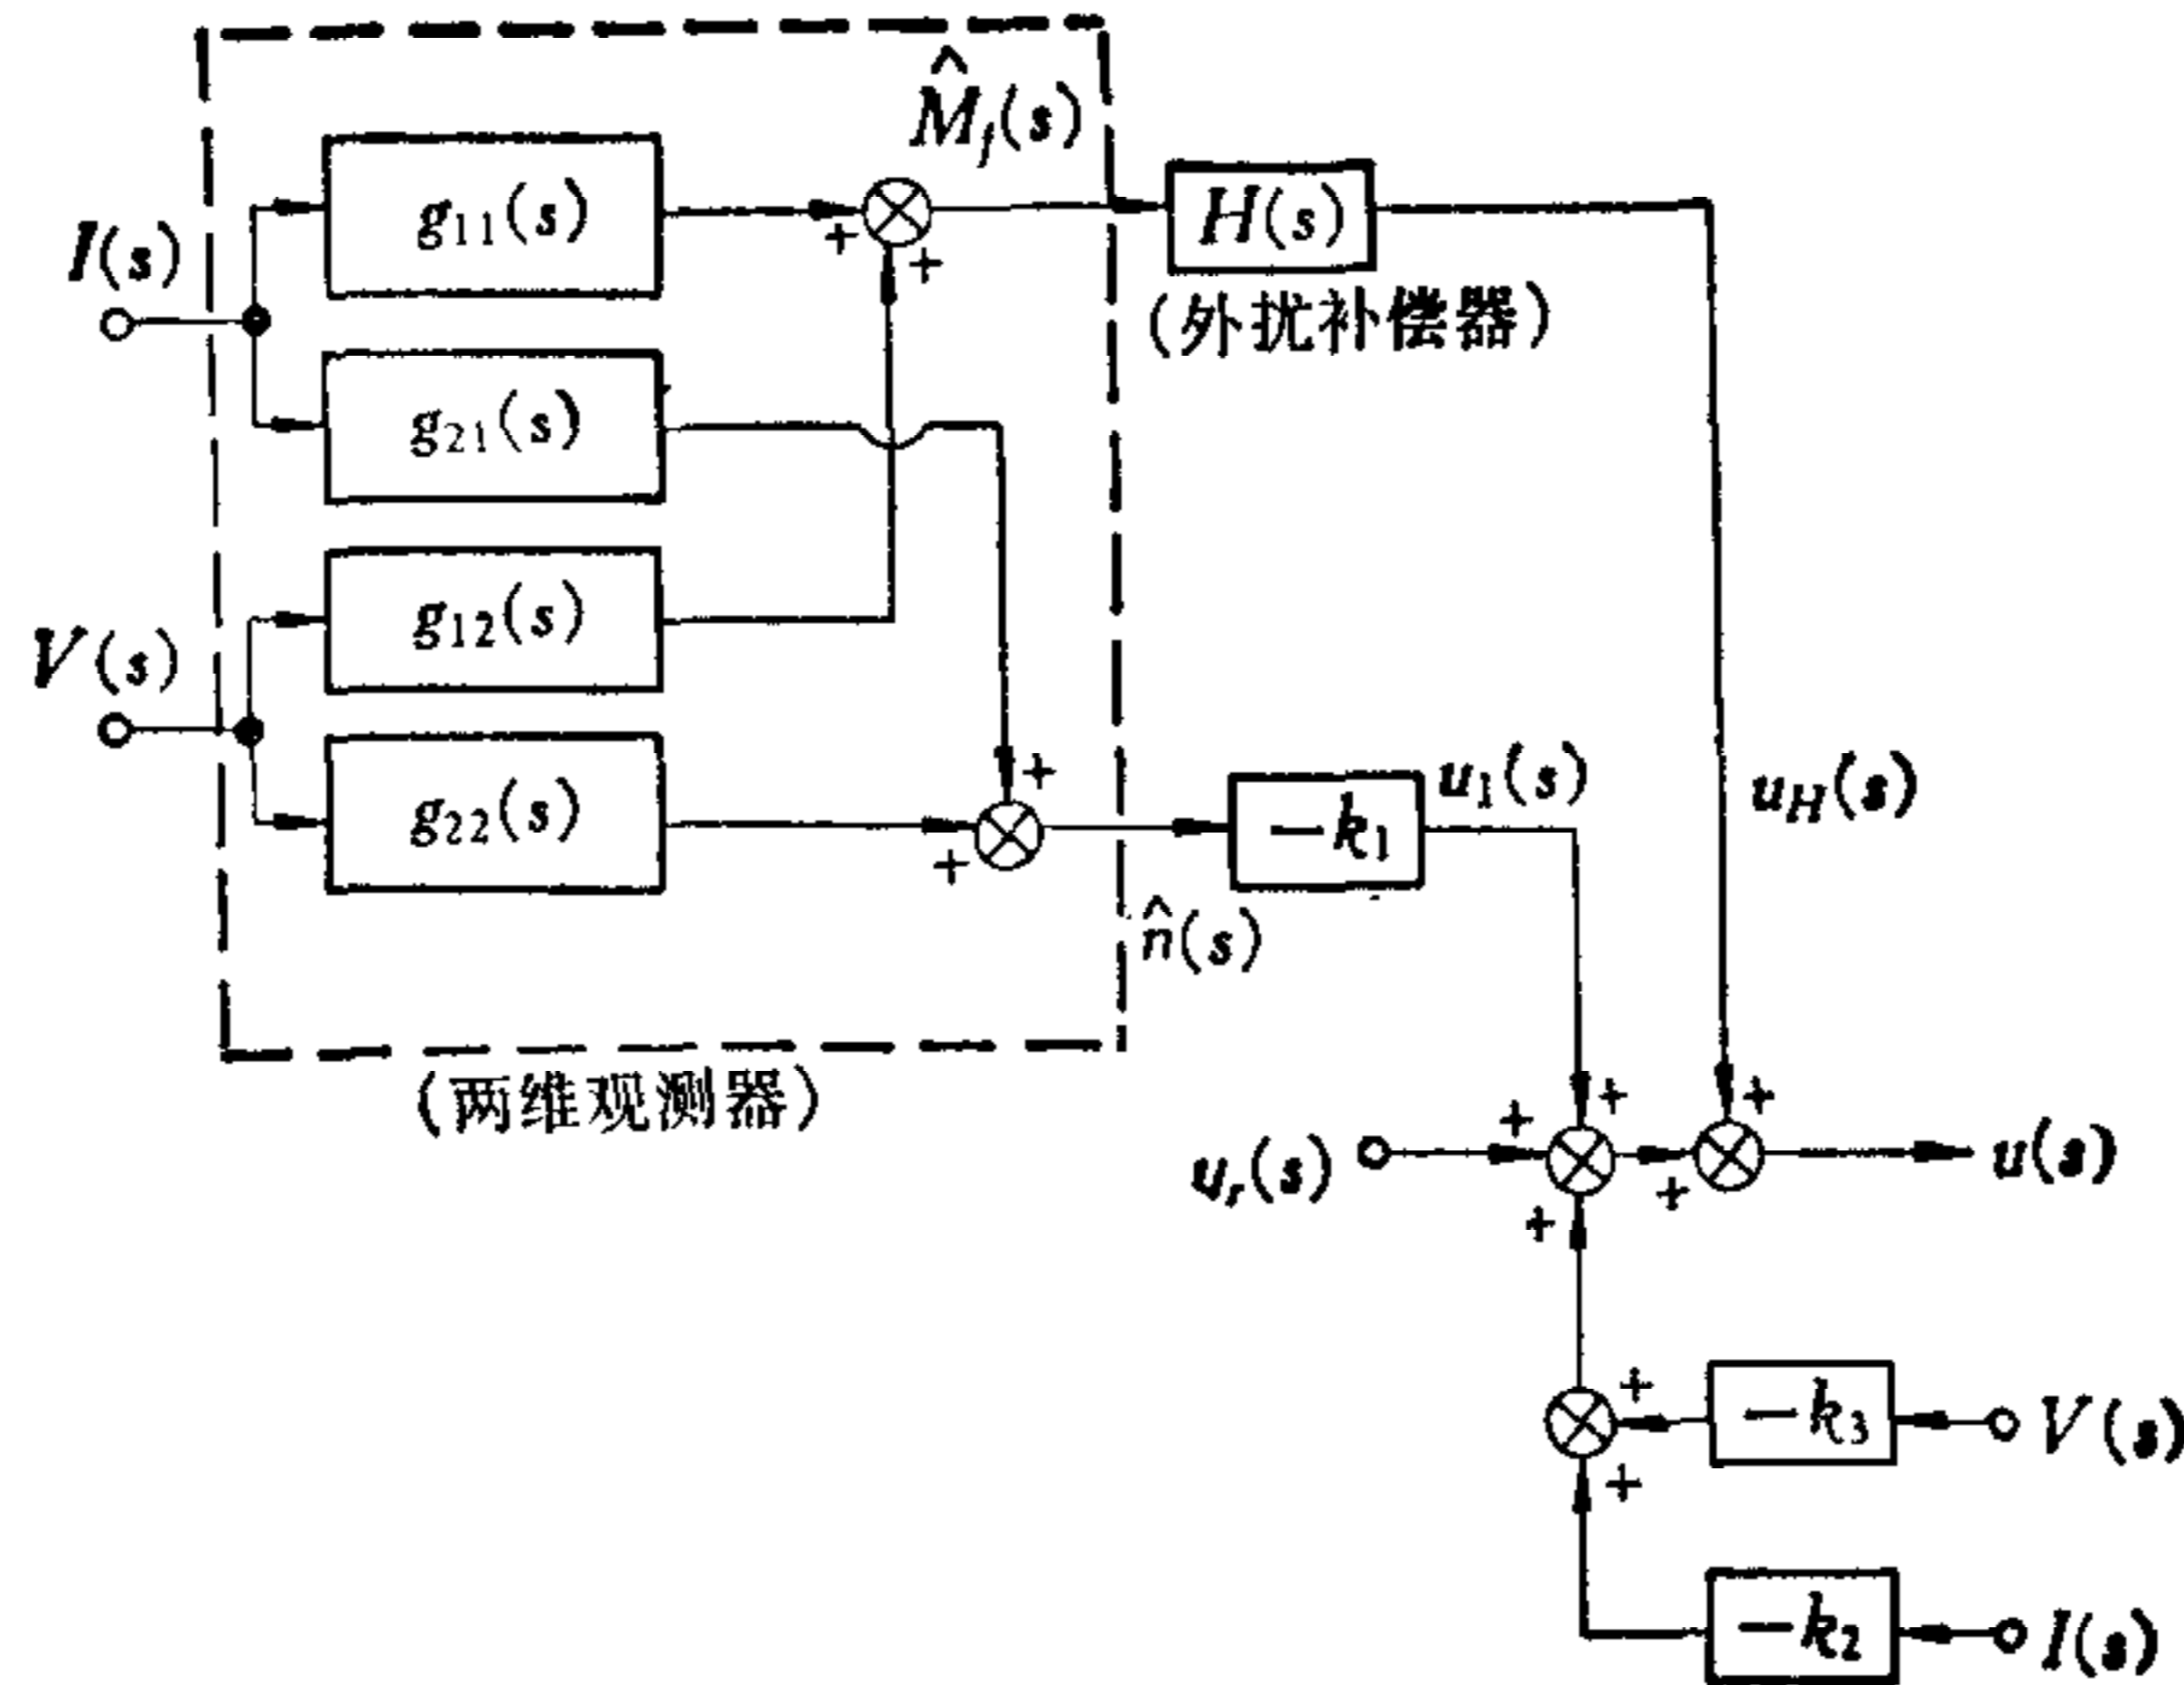 M̂_j(s)
g₁₁(s)
H(s)
I(s)
+
+
(外扰补偿器)
g₂₁(s)
g₁₂(s)
V(s)
g₂₂(s)
+
+
−k₁
u₁(s)
u_H(s)
n̂(s)
(两维观测器)
+
+
+
u_r(s)
u(s)
+
+
+
−k₃
V(s)
+
−k₂
I(s)